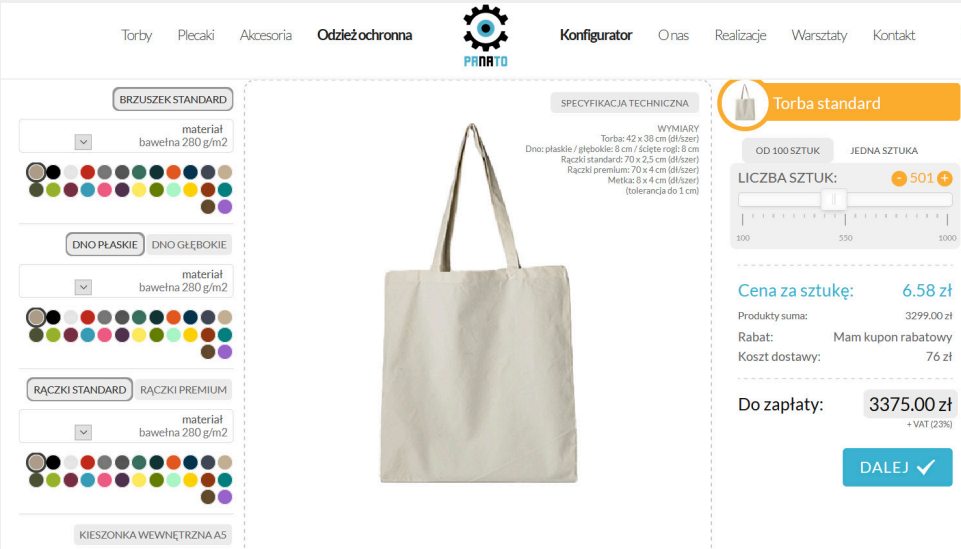 Torby Plecaki Akcesoria Odzież ochronna PANATO Konfigurator O nas Realizacje Warsztaty Kontakt
BRZUSZEK STANDARD
materiał
bawełna 280 g/m2
DNO PŁASKIE DNO GŁĘBOKIE
materiał
bawełna 280 g/m2
RĄCZKI STANDARD RĄCZKI PREMIUM
materiał
bawełna 280 g/m2
KIESZONKA WEWNĘTRZNA A5
SPECYFIKACJA TECHNICZNA
WYMIARY
Torba: 42 x 38 cm (dł/szer)
Dno: płaskie / głębokie: 8 cm / ścięte rogi: 8 cm
Rączki standard: 70 x 2,5 cm (dł/szer)
Rączki premium: 70 x 4 cm (dł/szer)
Metka: 8 x 4 cm (dł/szer)
(tolerancja do 1 cm)
Torba standard
OD 100 SZTUK JEDNA SZTUKA
LICZBA SZTUK: - 501 +
100 550 1000
Cena za sztukę: 6.58 zł
Produkty suma: 3299.00 zł
Rabat: Mam kupon rabatowy
Koszt dostawy: 76 zł
Do zapłaty: 3375.00 zł
+ VAT (23%)
DALEJ